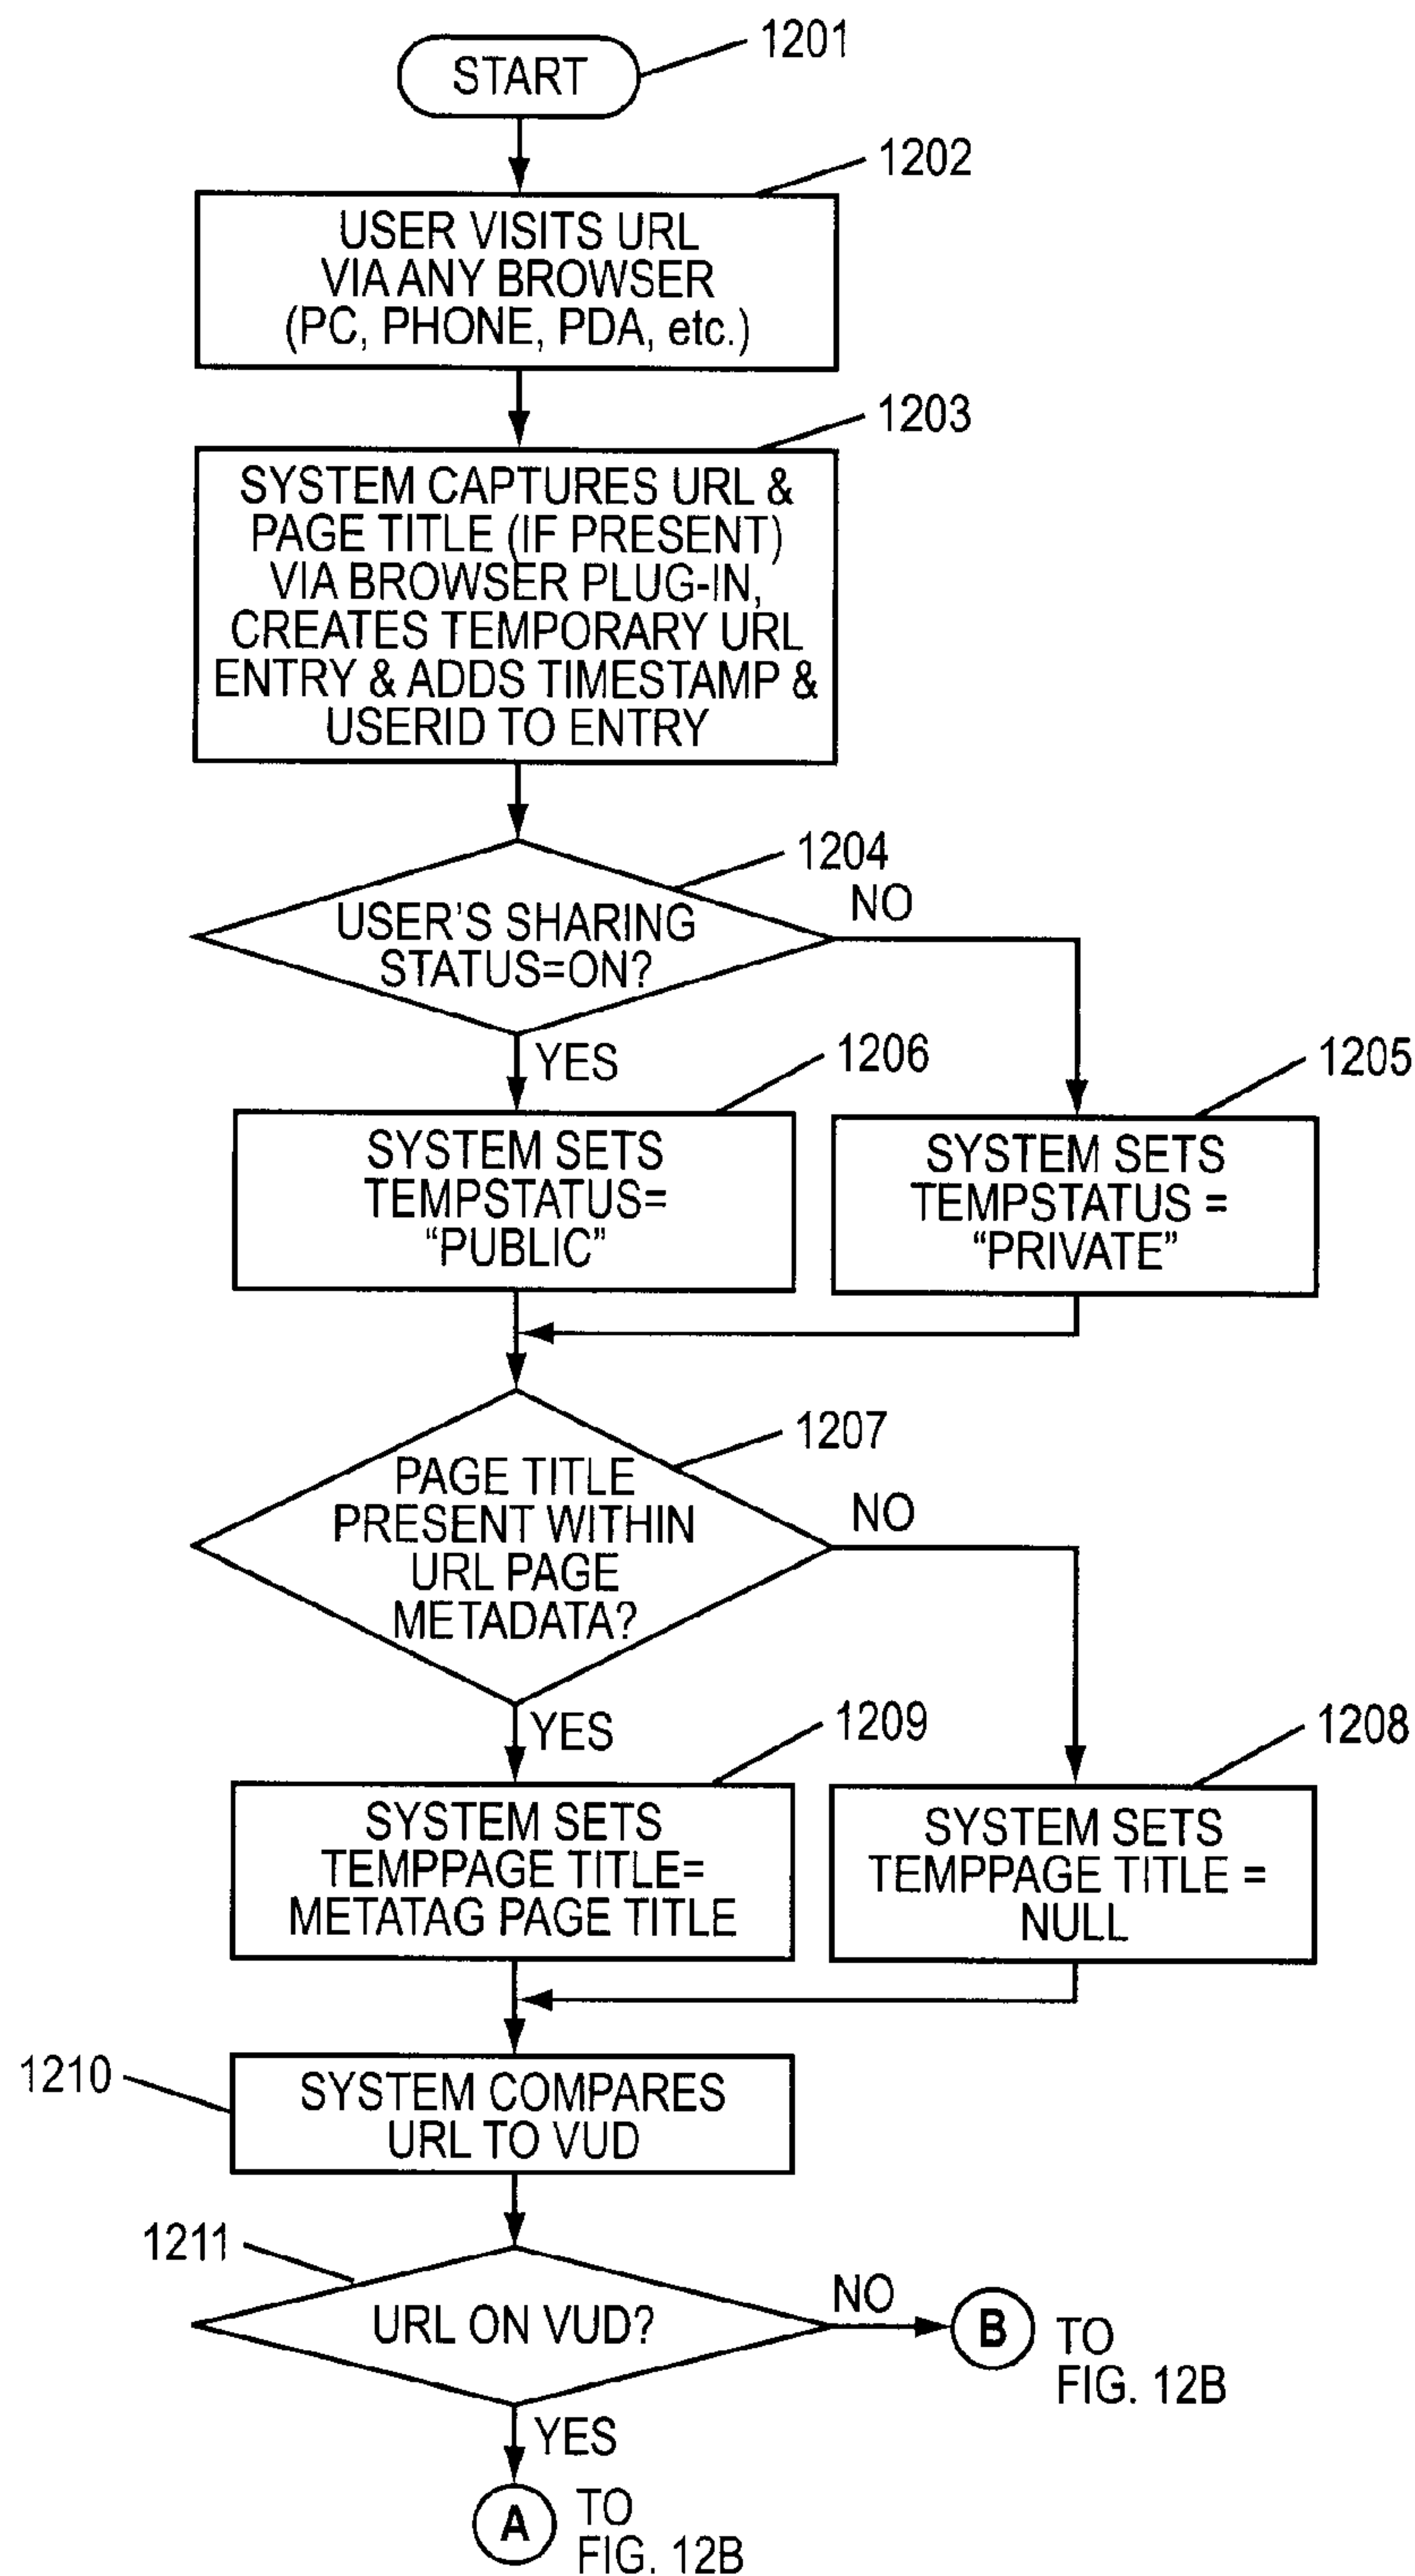 START
1201
1202
USER VISITS URL
VIA ANY BROWSER
(PC, PHONE, PDA, etc.)
1203
SYSTEM CAPTURES URL &
PAGE TITLE (IF PRESENT)
VIA BROWSER PLUG-IN,
CREATES TEMPORARY URL
ENTRY & ADDS TIMESTAMP &
USERID TO ENTRY
1204
USER'S SHARING
STATUS=ON?
NO
YES
1206
SYSTEM SETS
TEMPSTATUS=
“PUBLIC”
1205
SYSTEM SETS
TEMPSTATUS =
“PRIVATE”
1207
PAGE TITLE
PRESENT WITHIN
URL PAGE
METADATA?
NO
YES
1209
SYSTEM SETS
TEMPPAGE TITLE=
METATAG PAGE TITLE
1208
SYSTEM SETS
TEMPPAGE TITLE =
NULL
1210
SYSTEM COMPARES
URL TO VUD
1211
URL ON VUD?
NO
B
TO
FIG. 12B
YES
A
TO
FIG. 12B